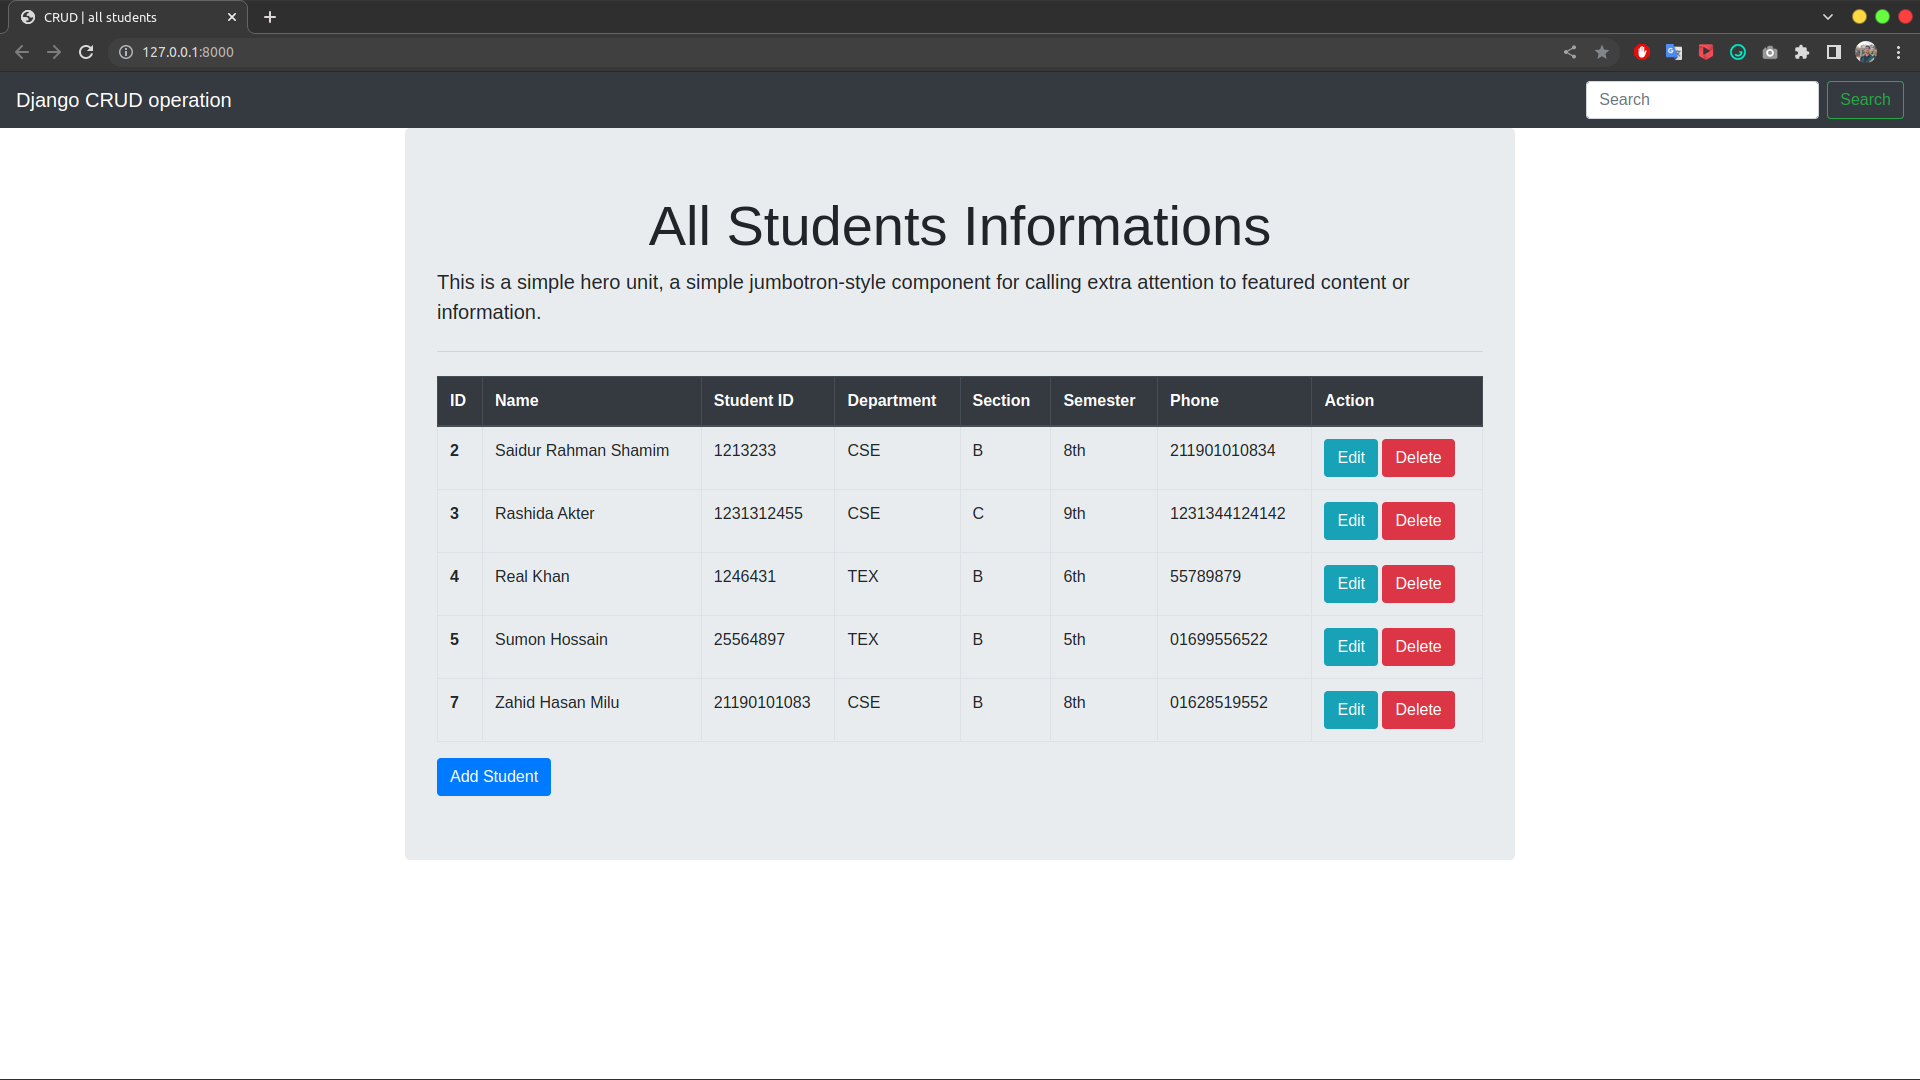 CRUD | all students
127.0.0.1:8000
Django CRUD operation
Search
Search
All Students Informations
This is a simple hero unit, a simple jumbotron-style component for calling extra attention to featured content or
information.
ID Name Student ID Department Section Semester Phone Action
2 Saidur Rahman Shamim 1213233 CSE B 8th 211901010834 Edit Delete
3 Rashida Akter 1231312455 CSE C 9th 1231344124142 Edit Delete
4 Real Khan 1246431 TEX B 6th 55789879 Edit Delete
5 Sumon Hossain 25564897 TEX B 5th 01699556522 Edit Delete
7 Zahid Hasan Milu 21190101083 CSE B 8th 01628519552 Edit Delete
Add Student